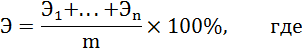 Э = Э₁+...+Эₙ / m × 100%, где